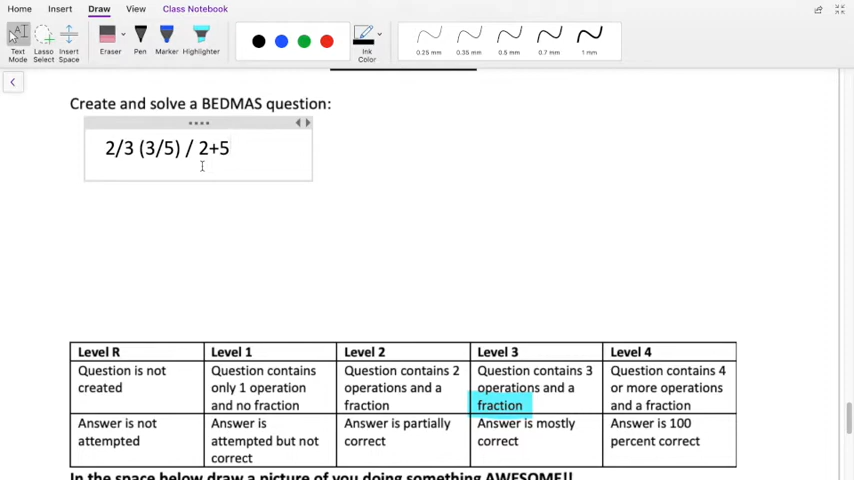 Home Insert Draw View Class Notebook
Text Mode
Lasso Select
Insert Space
Eraser
Pen
Marker
Highlighter
Ink Color
0.25 mm
0.35 mm
0.5 mm
0.7 mm
1 mm
Create and solve a BEDMAS question:
2/3 (3/5) / 2+5
Level R Level 1 Level 2 Level 3 Level 4
Question is not created
Question contains only 1 operation and no fraction
Question contains 2 operations and a fraction
Question contains 3 operations and a fraction
Question contains 4 or more operations and a fraction
Answer is not attempted
Answer is attempted but not correct
Answer is partially correct
Answer is mostly correct
Answer is 100 percent correct
In the space below draw a picture of you doing something AWESOME!!